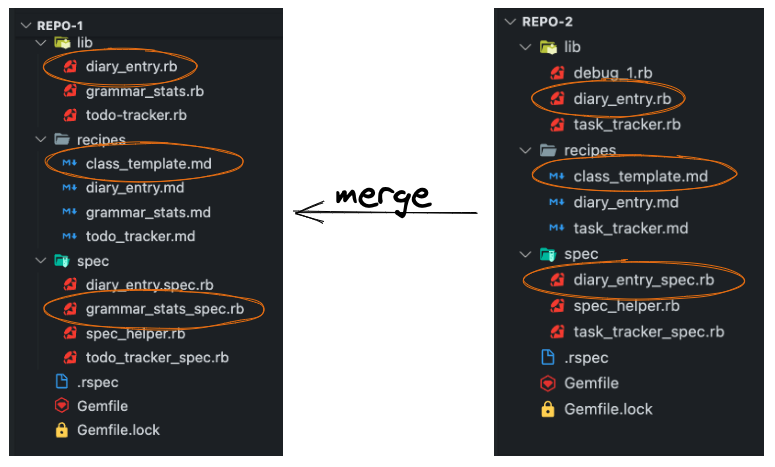 REPO-1
lib
diary_entry.rb
grammar_stats.rb
todo-tracker.rb
recipes
class_template.md
diary_entry.md
grammar_stats.md
todo_tracker.md
spec
diary_entry.spec.rb
grammar_stats_spec.rb
spec_helper.rb
todo_tracker_spec.rb
.rspec
Gemfile
Gemfile.lock
merge
REPO-2
lib
debug_1.rb
diary_entry.rb
task_tracker.rb
recipes
class_template.md
diary_entry.md
task_tracker.md
spec
diary_entry_spec.rb
spec_helper.rb
task_tracker_spec.rb
.rspec
Gemfile
Gemfile.lock